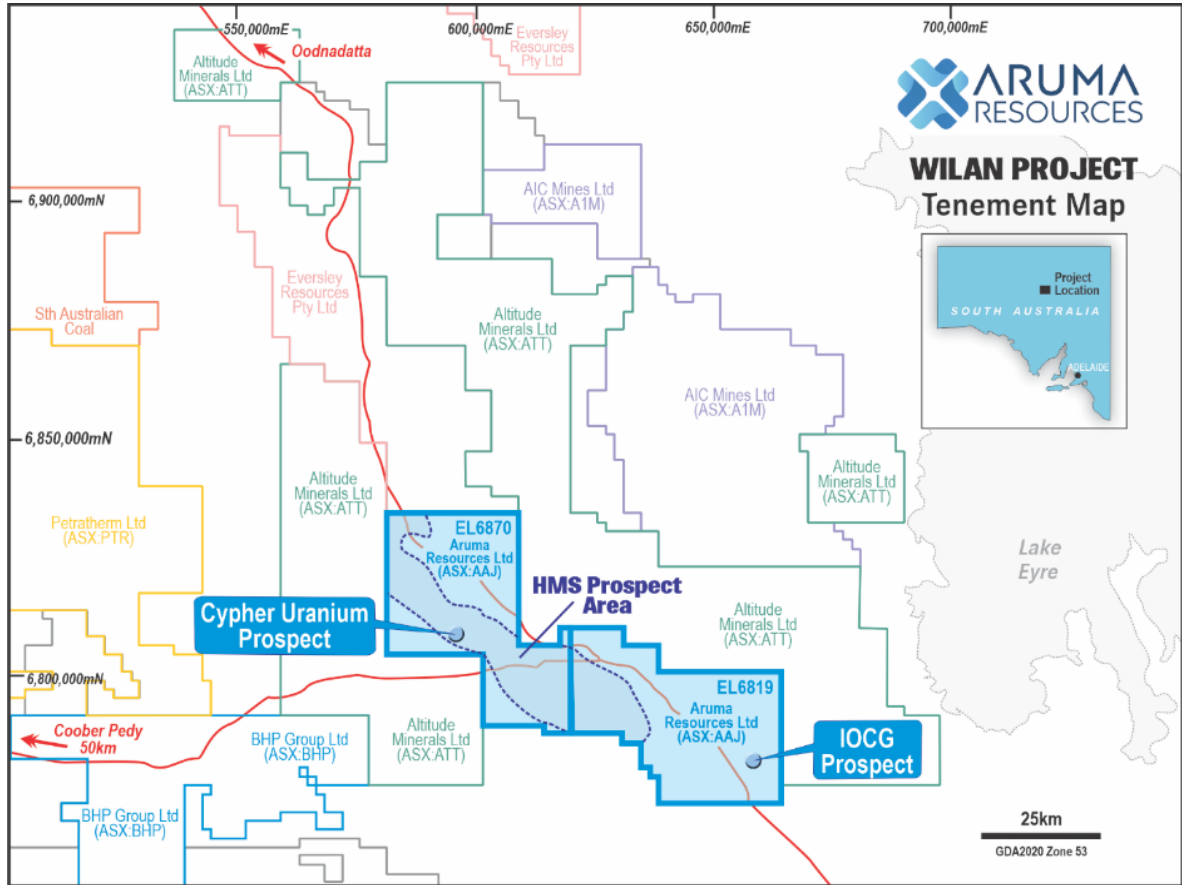 550,000mE
600,000mE
650,000mE
700,000mE
Oodnadatta
Altitude
Minerals Ltd
(ASX:ATT)
Eversley
Resources
Pty Ltd
ARUMA
RESOURCES
WILAN PROJECT
Tenement Map
Project
Location
SOUTH AUSTRALIA
ADELAIDE
6,900,000mN
AIC Mines Ltd
(ASX:A1M)
Eversley
Resources
Pty Ltd
Sth Australian
Coal
Altitude
Minerals Ltd
(ASX:ATT)
AIC Mines Ltd
(ASX:A1M)
6,850,000mN
Altitude
Minerals Ltd
(ASX:ATT)
Altitude
Minerals Ltd
(ASX:ATT)
Petratherm Ltd
(ASX:PTR)
EL6870
Aruma
Resources Ltd
(ASX:AAJ)
Lake
Eyre
HMS Prospect
Area
Cypher Uranium
Prospect
Altitude
Minerals Ltd
(ASX:ATT)
6,800,000mN
EL6819
Aruma
Resources Ltd
(ASX:AAJ)
IOCG
Prospect
Coober Pedy
50km
BHP Group Ltd
(ASX:BHP)
Altitude
Minerals Ltd
(ASX:ATT)
BHP Group Ltd
(ASX:BHP)
25km
GDA2020 Zone 53